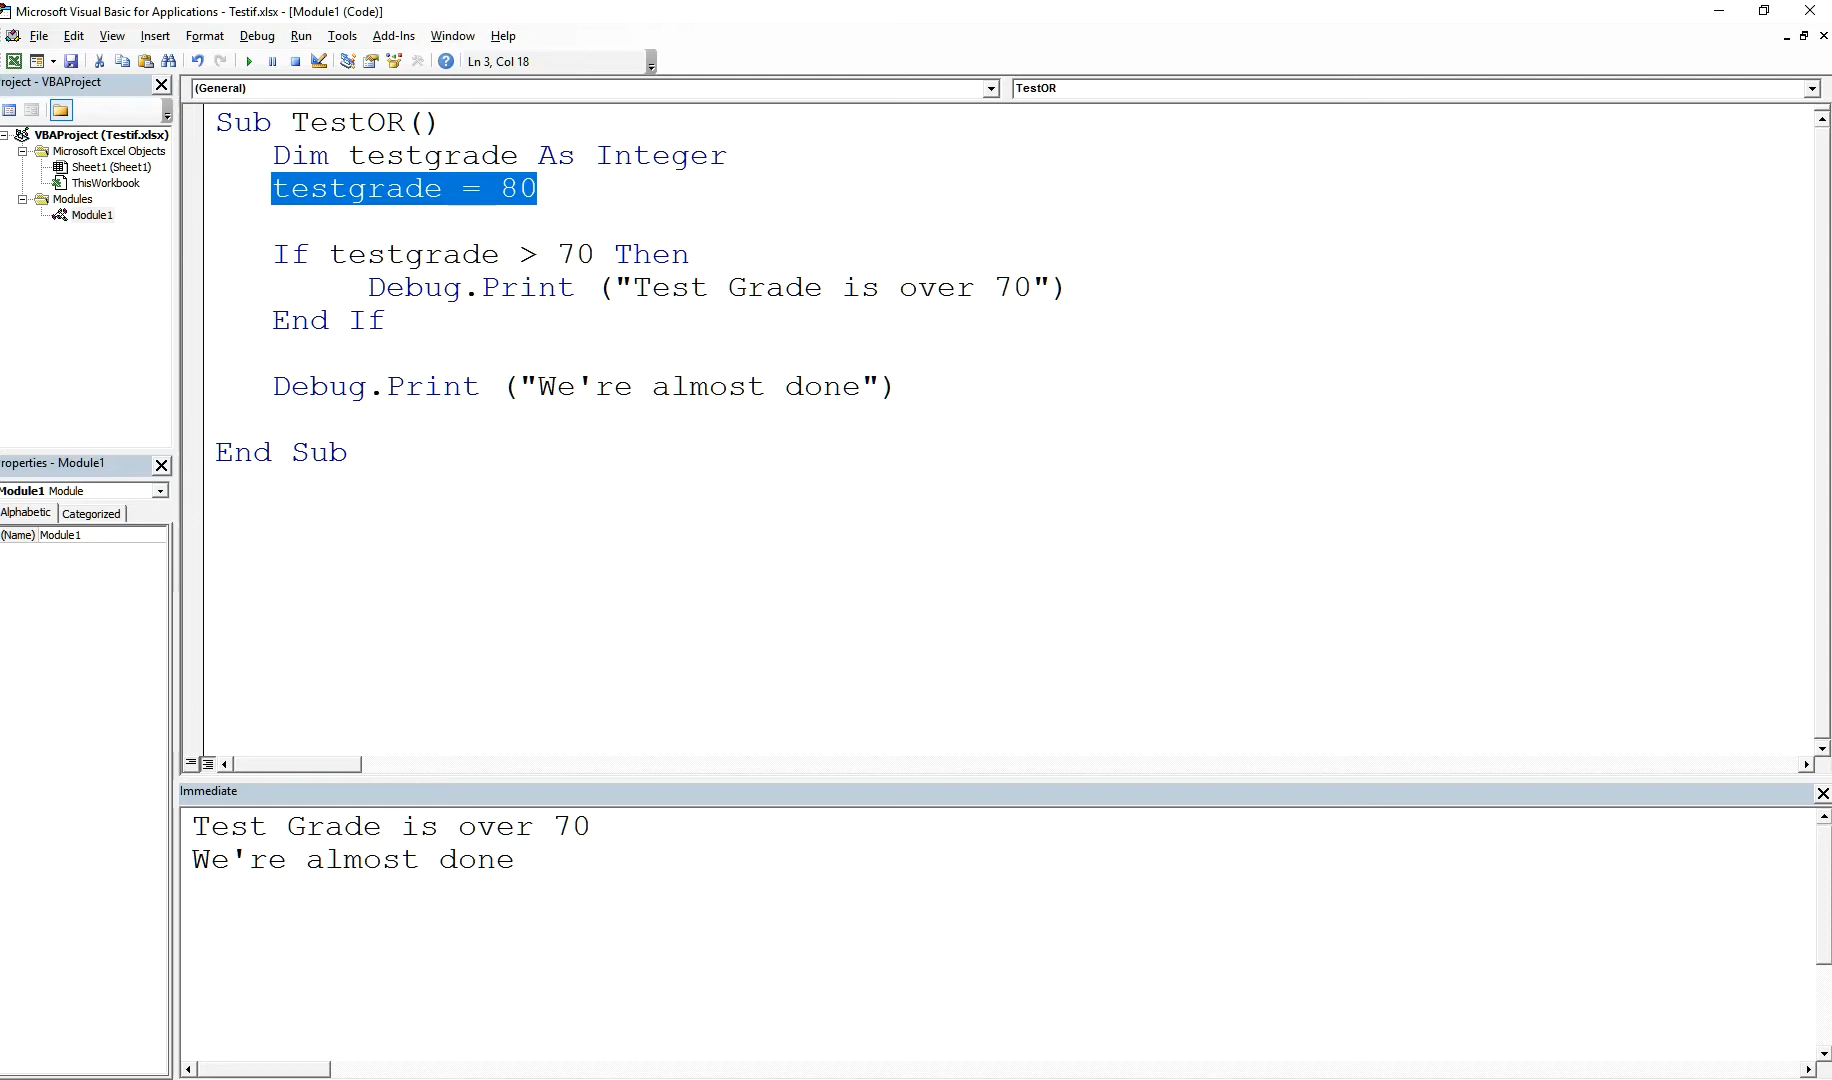 Microsoft Visual Basic for Applications - Testif.xlsx - [Module1 (Code)]
File Edit View Insert Format Debug Run Tools Add-Ins Window Help
Ln 3, Col 18
roject - VBAProject
(General)
TestOR
VBAProject (Testif.xlsx)
Microsoft Excel Objects
Sheet1 (Sheet1)
ThisWorkbook
Modules
Module1
Sub TestOR()
Dim testgrade As Integer
testgrade = 80
If testgrade > 70 Then
Debug.Print ("Test Grade is over 70")
End If
Debug.Print ("We're almost done")
End Sub
roperties - Module1
Module1 Module
Alphabetic Categorized
(Name) Module1
Immediate
Test Grade is over 70
We're almost done